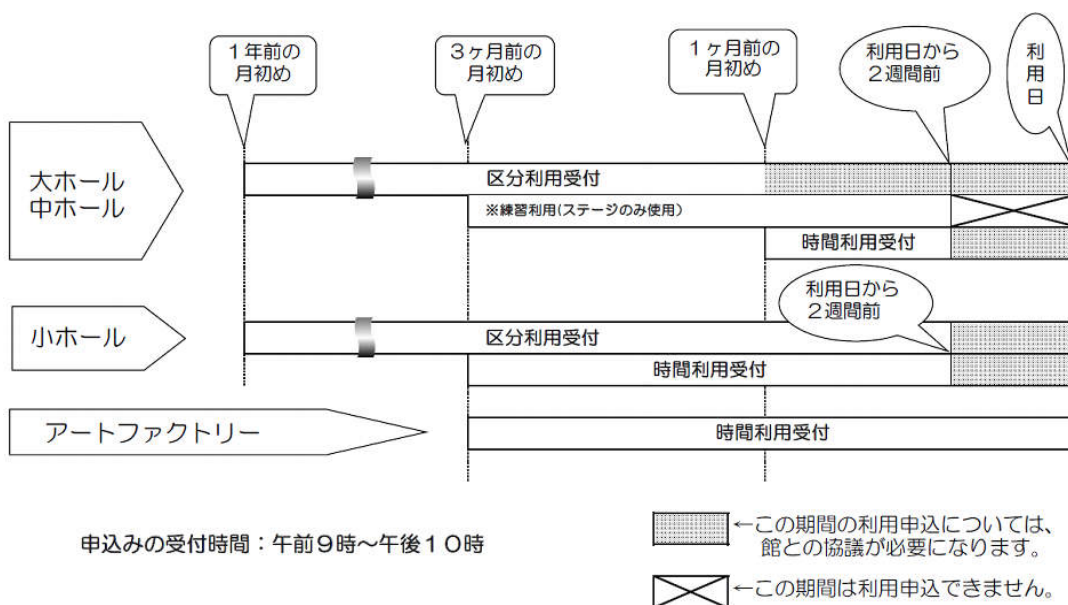 １年前の
月初め
３ヶ月前の
月初め
１ヶ月前の
月初め
利用日から
２週間前
利
用
日
大ホール
中ホール
区分利用受付
※練習利用(ステージのみ使用)
時間利用受付
利用日から
２週間前
小ホール
区分利用受付
時間利用受付
アートファクトリー
時間利用受付
申込みの受付時間：午前９時～午後１０時
←この期間の利用申込については、
館との協議が必要になります。
←この期間は利用申込できません。